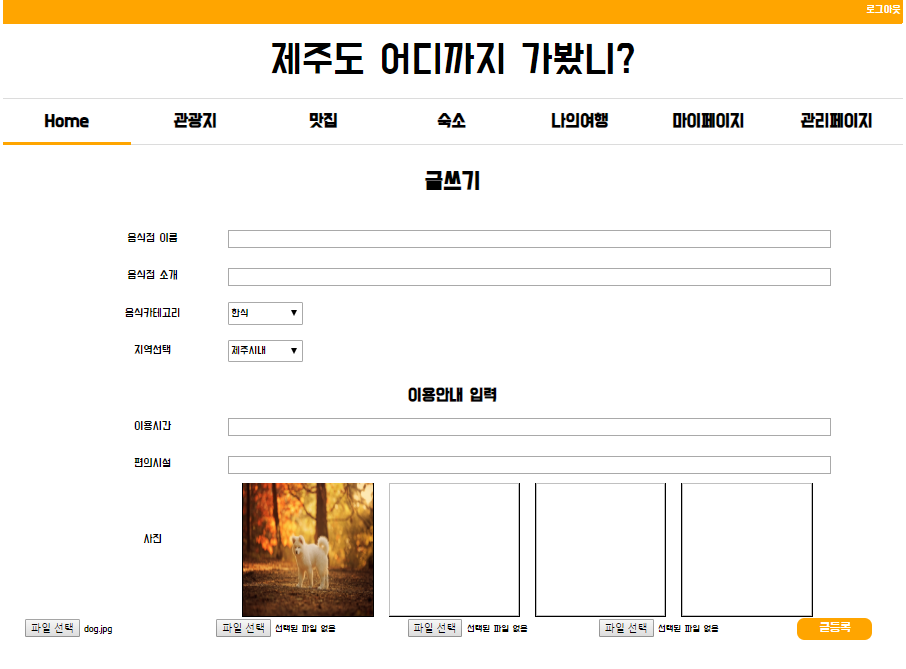 로그아웃
제주도 어디까지 가봤니?
Home 관광지 맛집 숙소 나의여행 마이페이지 관리페이지
글쓰기
음식점 이름
음식점 소개
음식카테고리 한식
지역선택 제주시내
이용안내 입력
이용시간
편의시설
사진
파일 선택 dog.jpg 파일 선택 선택된 파일 없음 파일 선택 선택된 파일 없음 파일 선택 선택된 파일 없음 글등록